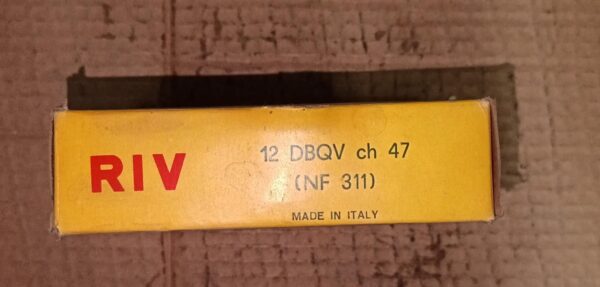 RIV
12 DBQV ch 47
(NF 311)
MADE IN ITALY